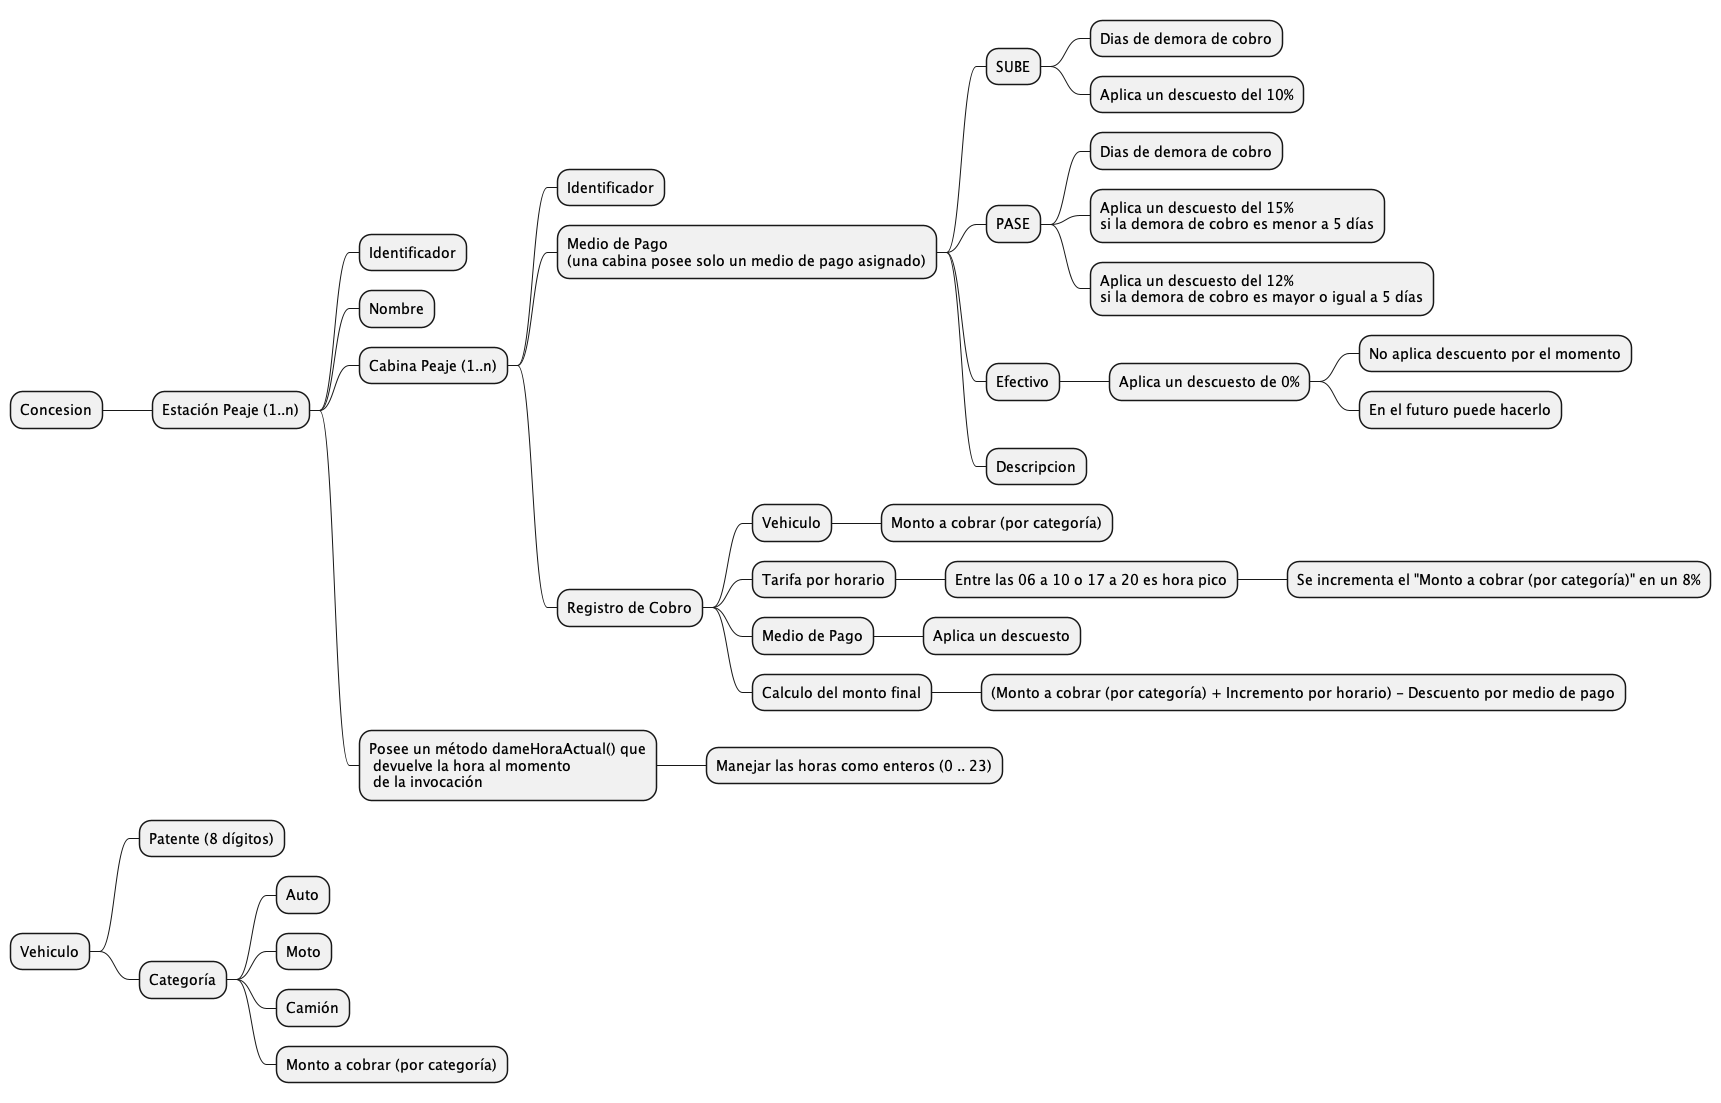 Concesion
Estación Peaje (1..n)
Identificador
Nombre
Cabina Peaje (1..n)
Identificador
Medio de Pago
(una cabina posee solo un medio de pago asignado)
SUBE
Dias de demora de cobro
Aplica un descuesto del 10%
PASE
Dias de demora de cobro
Aplica un descuesto del 15%
si la demora de cobro es menor a 5 días
Aplica un descuesto del 12%
si la demora de cobro es mayor o igual a 5 días
Efectivo
Aplica un descuesto de 0%
No aplica descuento por el momento
En el futuro puede hacerlo
Descripcion
Registro de Cobro
Vehiculo
Monto a cobrar (por categoría)
Tarifa por horario
Entre las 06 a 10 o 17 a 20 es hora pico
Se incrementa el "Monto a cobrar (por categoría)" en un 8%
Medio de Pago
Aplica un descuesto
Calculo del monto final
(Monto a cobrar (por categoría) + Incremento por horario) - Descuento por medio de pago
Posee un método dameHoraActual() que
devuelve la hora al momento
de la invocación
Manejar las horas como enteros (0 .. 23)
Vehiculo
Patente (8 dígitos)
Categoría
Auto
Moto
Camión
Monto a cobrar (por categoría)